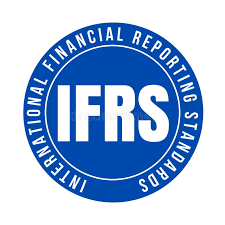 INTERNATIONAL FINANCIAL REPORTING STANDARDS
IFRS